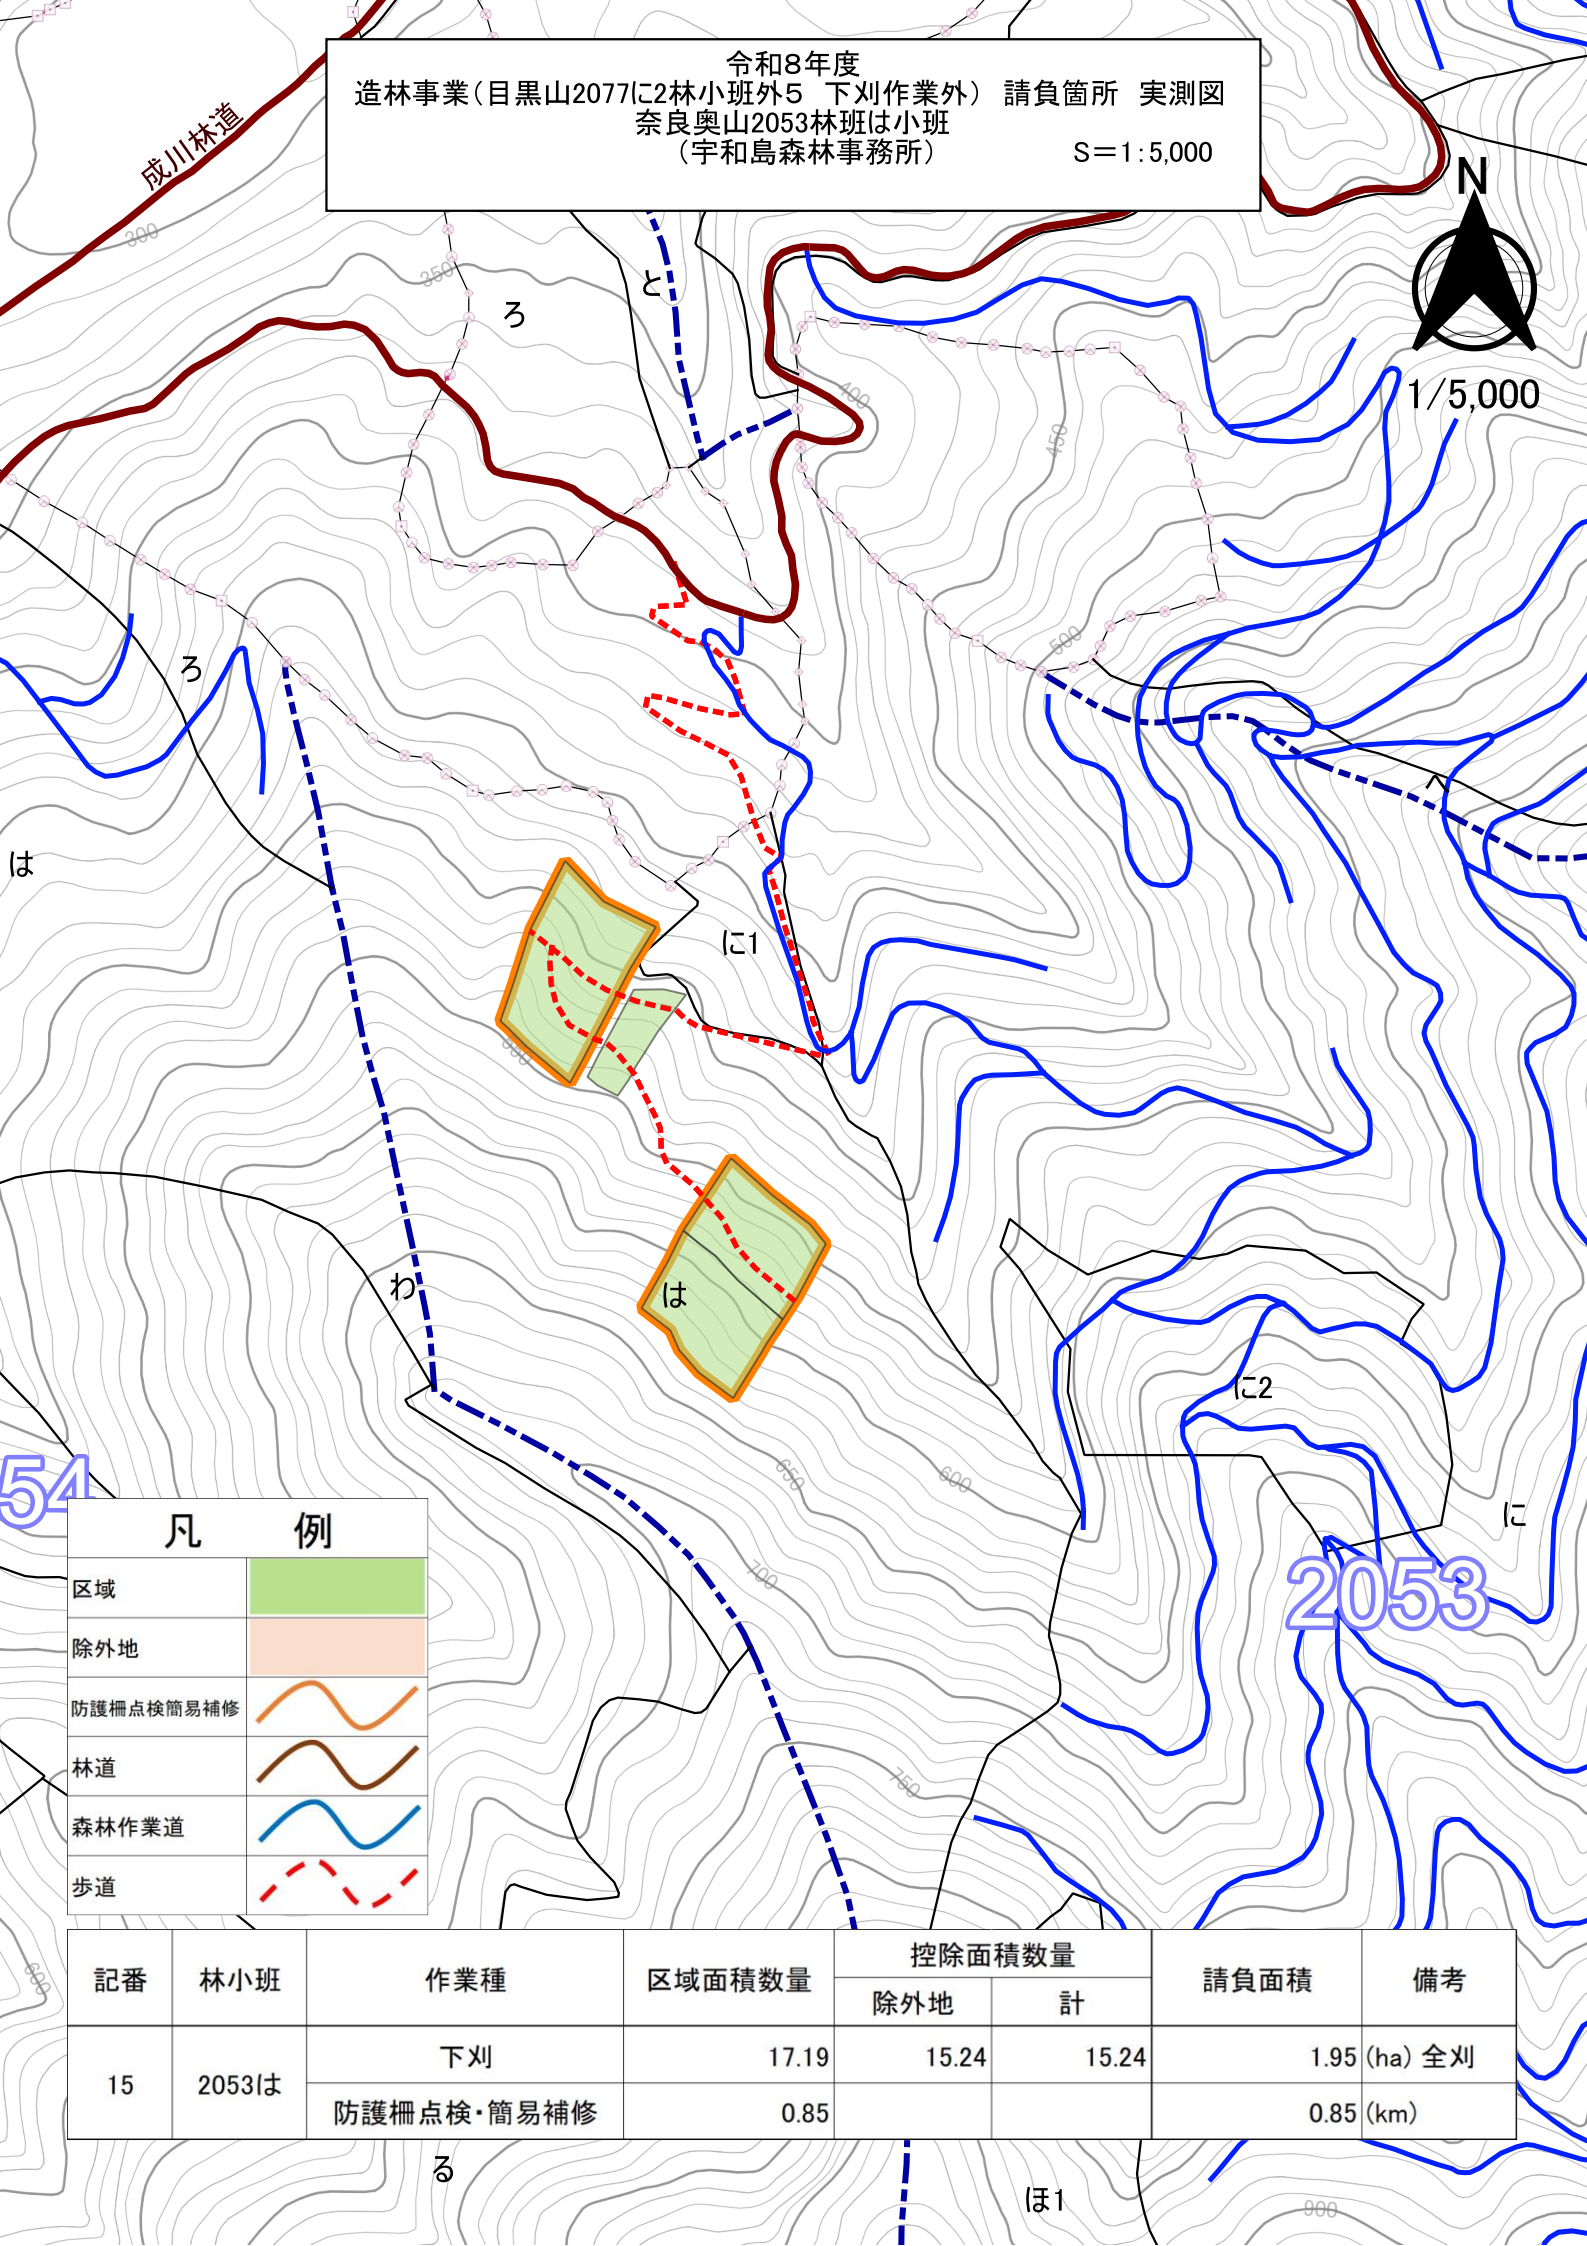 令和8年度
造林事業(目黒山2077に2林小班外5　下刈作業外)　請負箇所　実測図
奈良奥山2053林班は小班
(宇和島森林事務所)　S＝1:5,000
成川林道
N
1/5,000
300
350
400
450
500
と
ろ
ろ
は
に1
へ
600
は
わ
に2
に
650
600
700
750
54
2053
凡　例
区域
除外地
防護柵点検簡易補修
林道
森林作業道
歩道
600
記番　林小班　作業種　区域面積数量　控除面積数量　請負面積　備考
除外地　計
15　2053は　下刈　17.19　15.24　15.24　1.95 (ha) 全刈
防護柵点検・簡易補修　0.85　0.85 (km)
る
ほ1
900